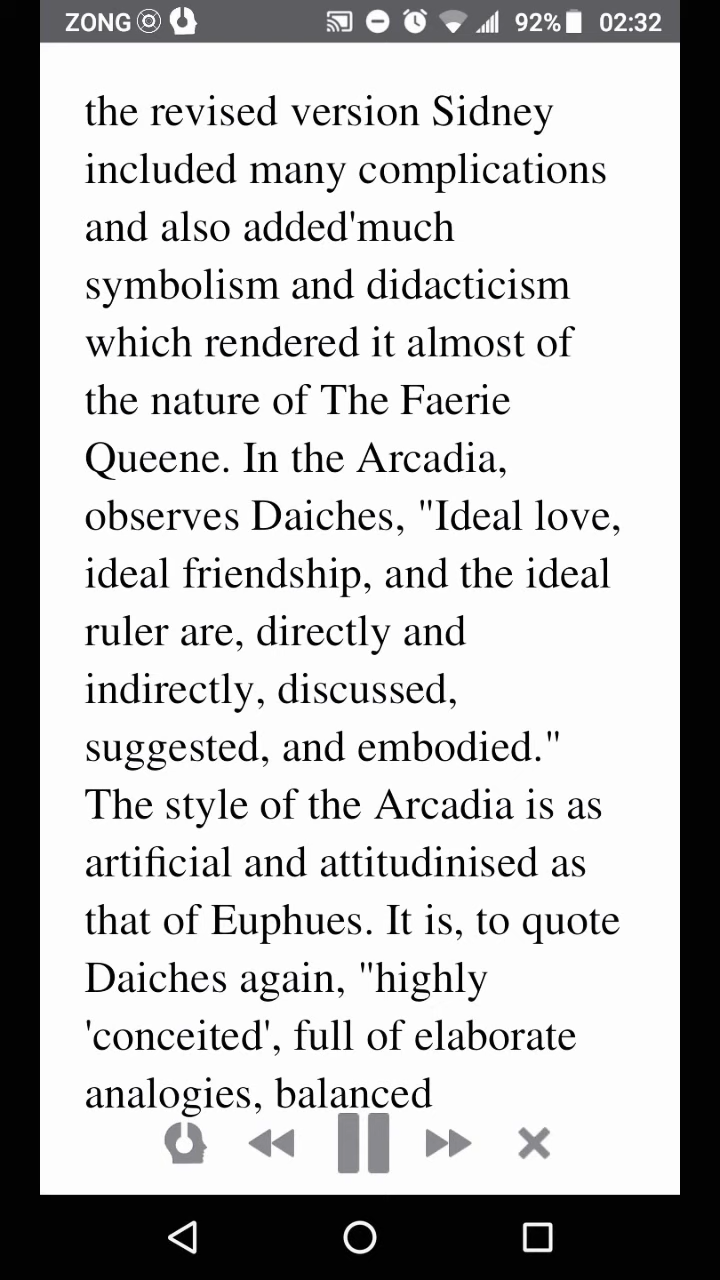 ZONG 92% 02:32
the revised version Sidney
included many complications
and also added'much
symbolism and didacticism
which rendered it almost of
the nature of The Faerie
Queene. In the Arcadia,
observes Daiches, "Ideal love,
ideal friendship, and the ideal
ruler are, directly and
indirectly, discussed,
suggested, and embodied."
The style of the Arcadia is as
artificial and attitudinised as
that of Euphues. It is, to quote
Daiches again, "highly
'conceited', full of elaborate
analogies, balanced